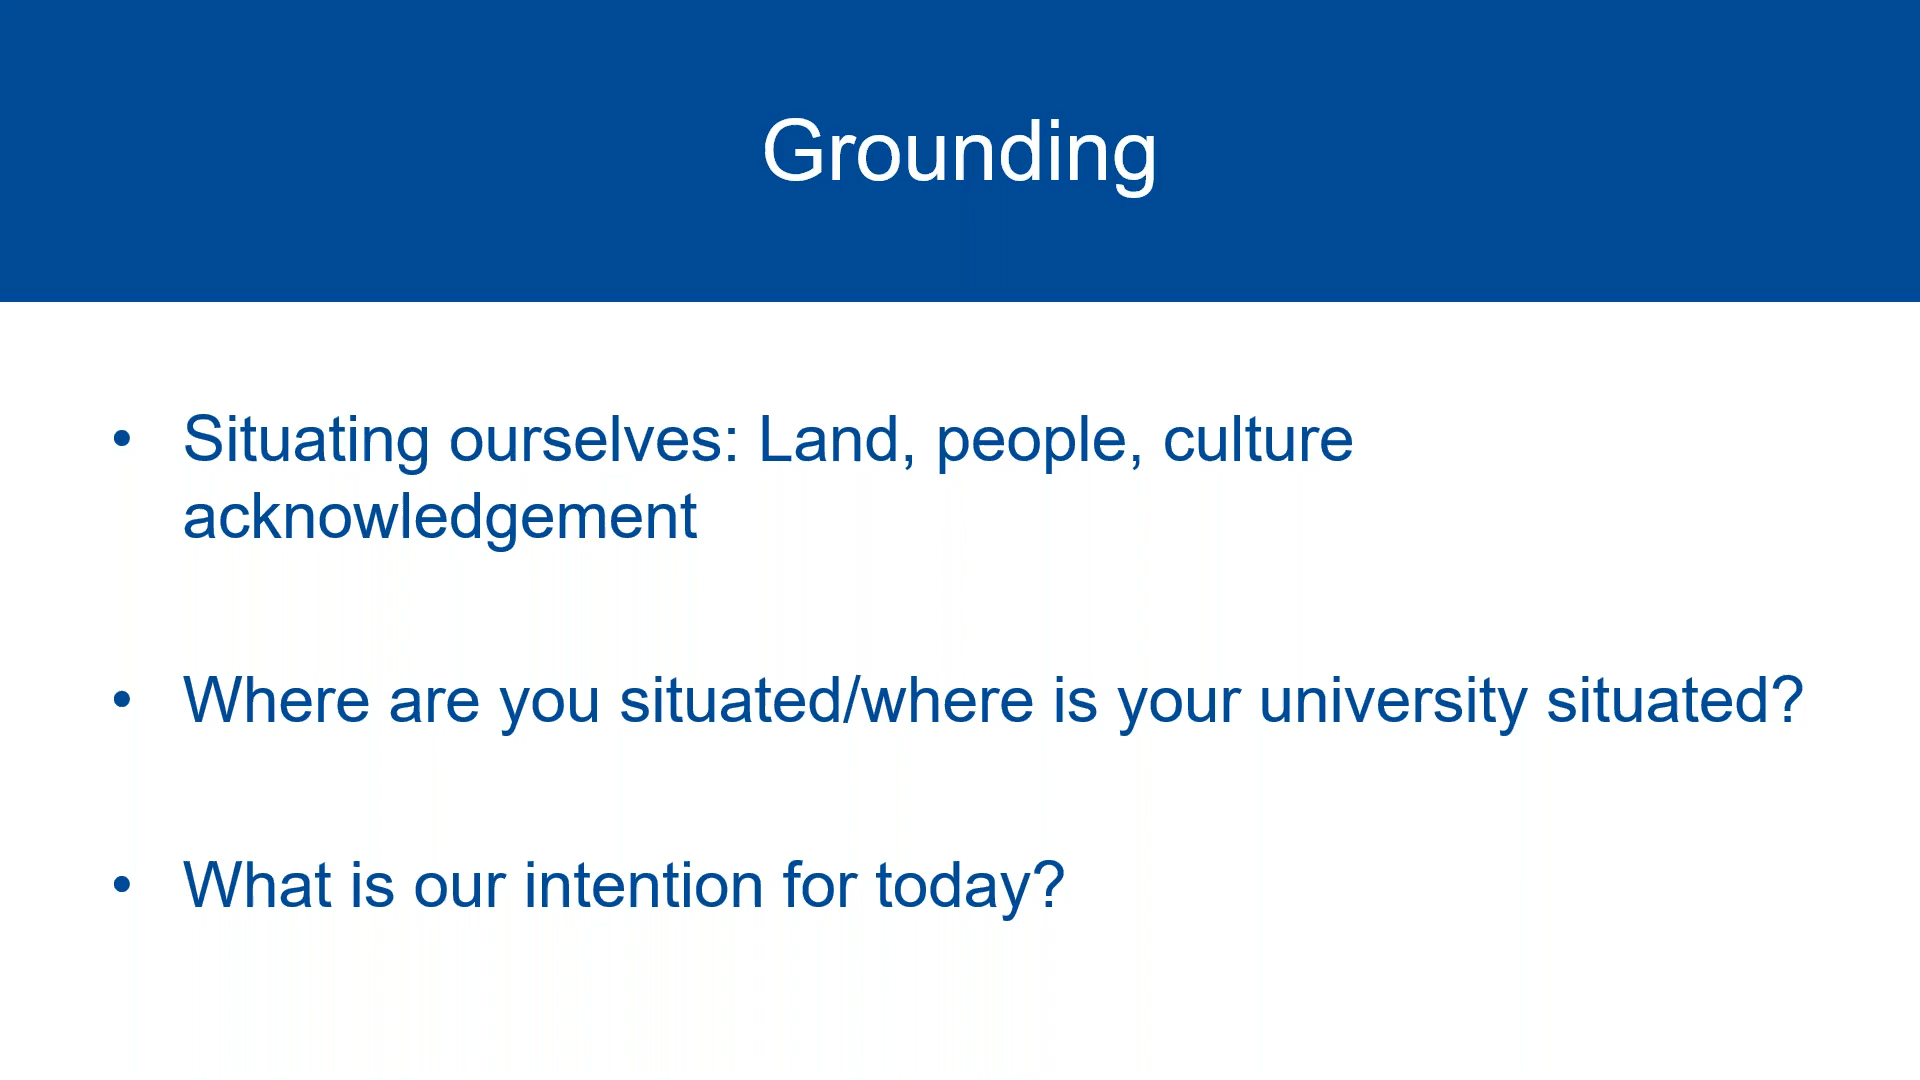 Grounding
• Situating ourselves: Land, people, culture
acknowledgement
• Where are you situated/where is your university situated?
• What is our intention for today?